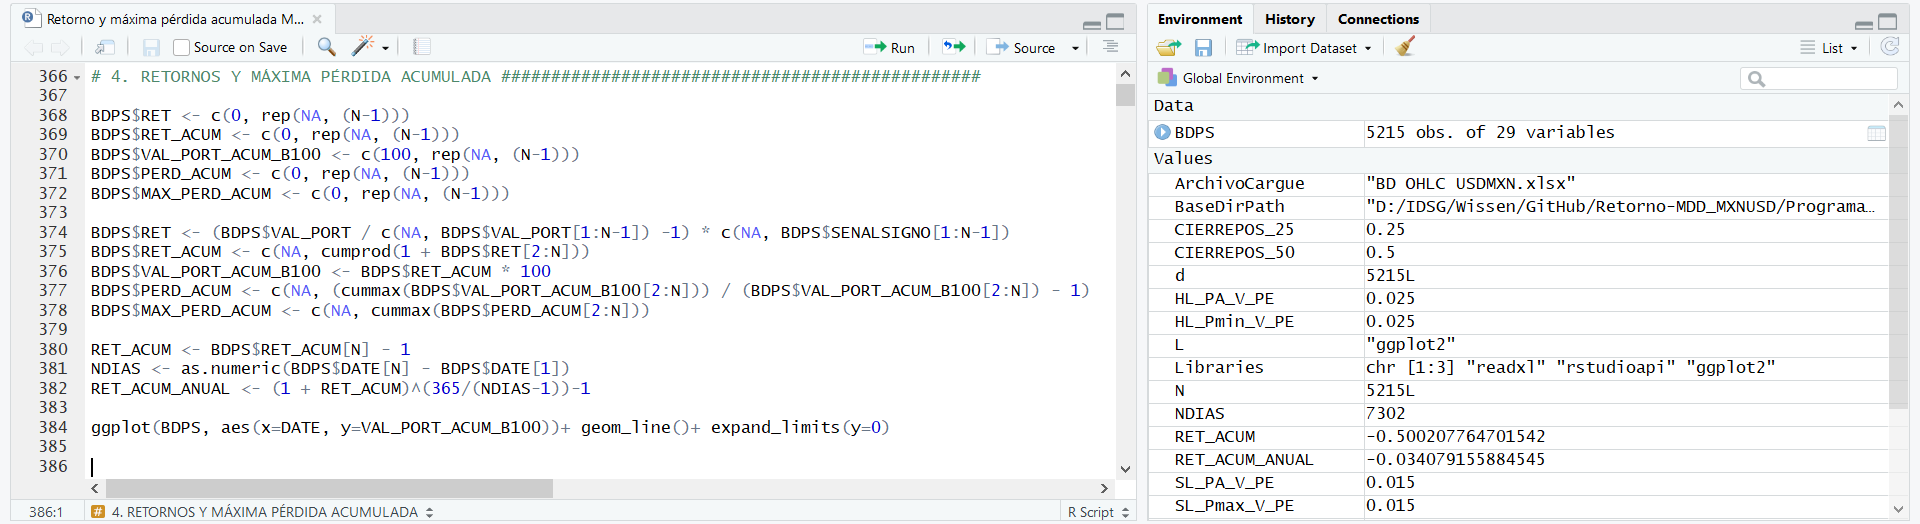 Retorno y máxima pérdida acumulada M...
Source on Save
Run
Source
366 # 4. RETORNOS Y MÁXIMA PÉRDIDA ACUMULADA ################################################
367
368 BDPS$RET <- c(0, rep(NA, (N-1)))
369 BDPS$RET_ACUM <- c(0, rep(NA, (N-1)))
370 BDPS$VAL_PORT_ACUM_B100 <- c(100, rep(NA, (N-1)))
371 BDPS$PERD_ACUM <- c(0, rep(NA, (N-1)))
372 BDPS$MAX_PERD_ACUM <- c(0, rep(NA, (N-1)))
373
374 BDPS$RET <- (BDPS$VAL_PORT / c(NA, BDPS$VAL_PORT[1:N-1]) -1) * c(NA, BDPS$SENALSIGNO[1:N-1])
375 BDPS$RET_ACUM <- c(NA, cumprod(1 + BDPS$RET[2:N]))
376 BDPS$VAL_PORT_ACUM_B100 <- BDPS$RET_ACUM * 100
377 BDPS$PERD_ACUM <- c(NA, (cummax(BDPS$VAL_PORT_ACUM_B100[2:N])) / (BDPS$VAL_PORT_ACUM_B100[2:N]) - 1)
378 BDPS$MAX_PERD_ACUM <- c(NA, cummax(BDPS$PERD_ACUM[2:N]))
379
380 RET_ACUM <- BDPS$RET_ACUM[N] - 1
381 NDIAS <- as.numeric(BDPS$DATE[N] - BDPS$DATE[1])
382 RET_ACUM_ANUAL <- (1 + RET_ACUM)^(365/(NDIAS-1))-1
383
384 ggplot(BDPS, aes(x=DATE, y=VAL_PORT_ACUM_B100))+ geom_line()+ expand_limits(y=0)
385
386
386:1 # 4. RETORNOS Y MÁXIMA PÉRDIDA ACUMULADA R Script
Environment History Connections
Import Dataset List
Global Environment
Data
BDPS 5215 obs. of 29 variables
Values
ArchivoCargue "BD OHLC USDMXN.xlsx"
BaseDirPath "D:/IDSG/Wissen/GitHub/Retorno-MDD_MXNUSD/Programa…
CIERREPOS_25 0.25
CIERREPOS_50 0.5
d 5215L
HL_PA_V_PE 0.025
HL_Pmin_V_PE 0.025
L "ggplot2"
Libraries chr [1:3] "readxl" "rstudioapi" "ggplot2"
N 5215L
NDIAS 7302
RET_ACUM -0.500207764701542
RET_ACUM_ANUAL -0.034079155884545
SL_PA_V_PE 0.015
SL_Pmax_V_PE 0.015